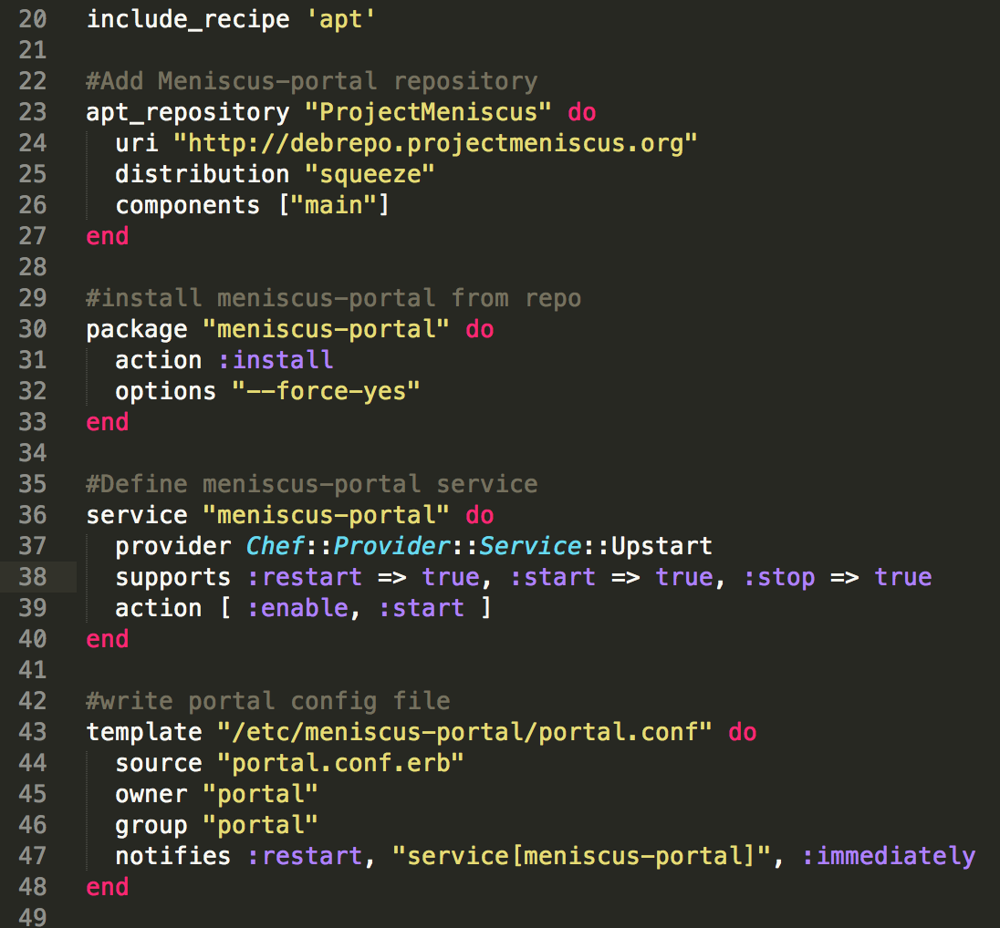 20 include_recipe 'apt'
21
22 #Add Meniscus-portal repository
23 apt_repository "ProjectMeniscus" do
24   uri "http://debrepo.projectmeniscus.org"
25   distribution "squeeze"
26   components ["main"]
27 end
28
29 #install meniscus-portal from repo
30 package "meniscus-portal" do
31   action :install
32   options "--force-yes"
33 end
34
35 #Define meniscus-portal service
36 service "meniscus-portal" do
37   provider Chef::Provider::Service::Upstart
38   supports :restart => true, :start => true, :stop => true
39   action [ :enable, :start ]
40 end
41
42 #write portal config file
43 template "/etc/meniscus-portal/portal.conf" do
44   source "portal.conf.erb"
45   owner "portal"
46   group "portal"
47   notifies :restart, "service[meniscus-portal]", :immediately
48 end
49